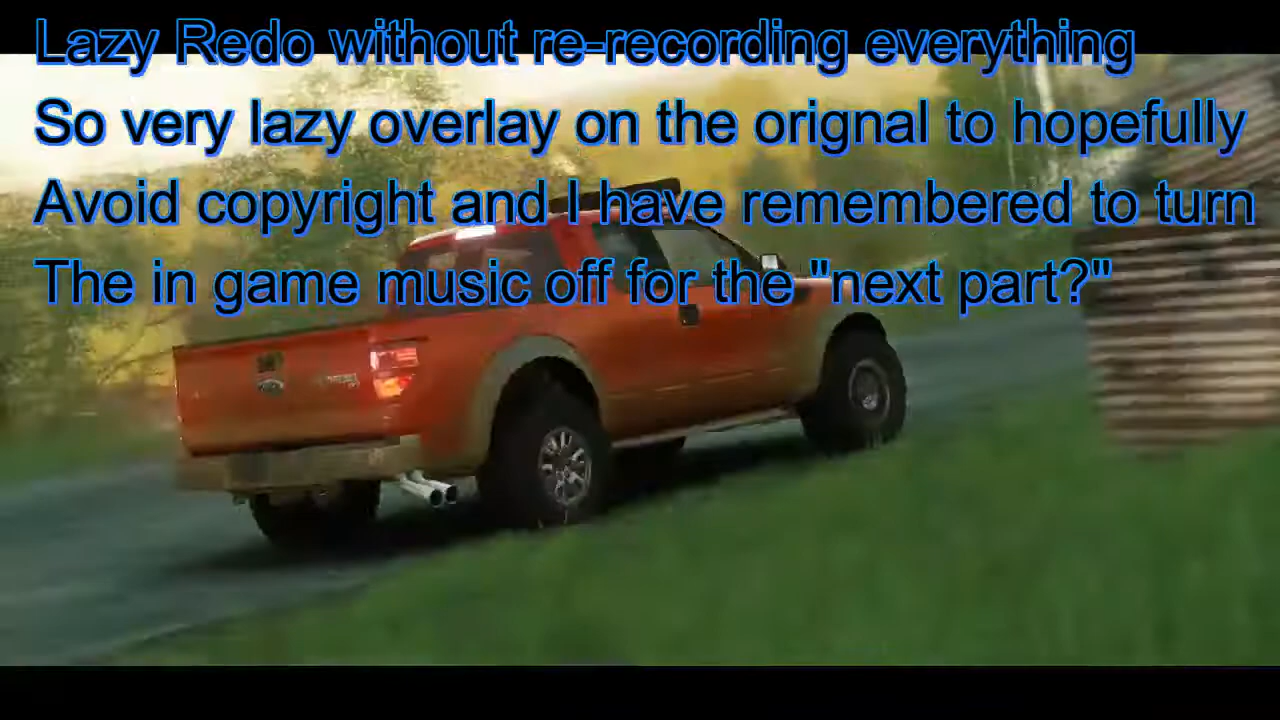 Lazy Redo without re-recording everything
So very lazy overlay on the orignal to hopefully
Avoid copyright and I have remembered to turn
The in game music off for the "next part?"